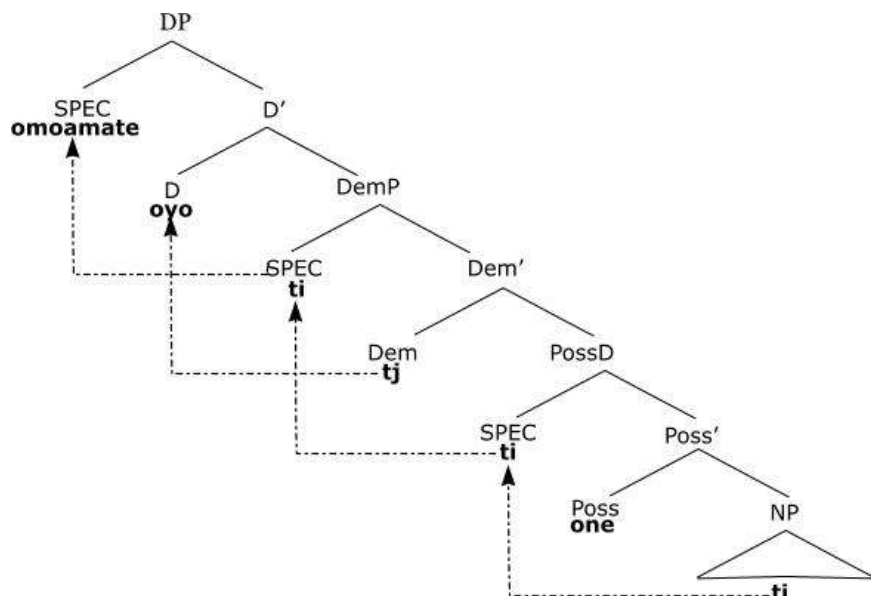 DP
SPEC
omoamate
D’
D
oyo
DemP
SPEC
ti
Dem’
Dem
tj
PossD
SPEC
ti
Poss’
Poss
one
NP
ti